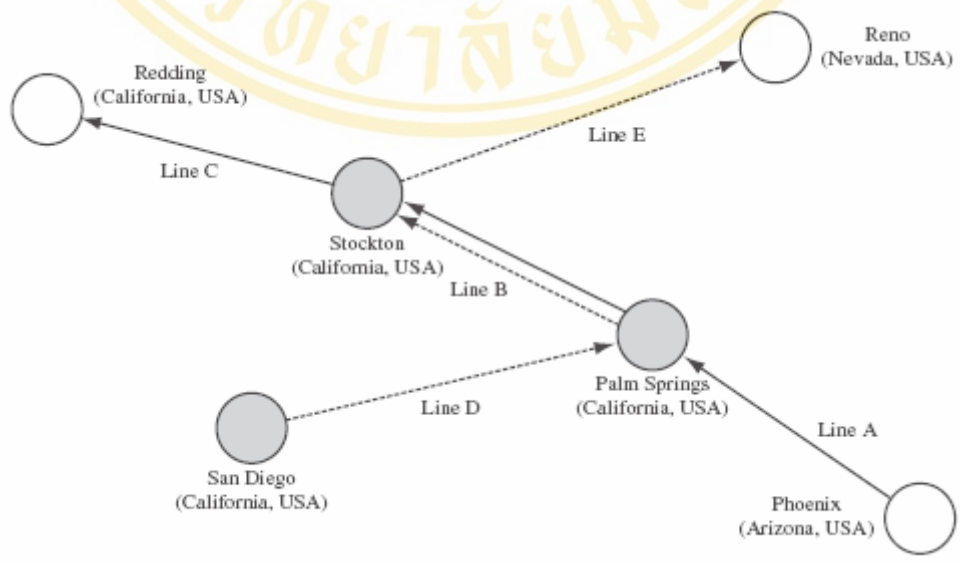 Reno
(Nevada, USA)
Redding
(California, USA)
Line E
Line C
Stockton
(California, USA)
Line B
Palm Springs
(California, USA)
Line D
Line A
San Diego
(California, USA)
Phoenix
(Arizona, USA)